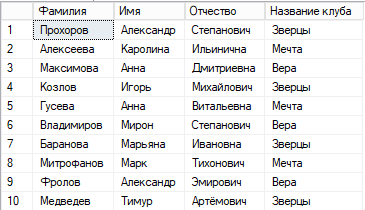 Фамилия Имя Отчество Название клуба
1 Прохоров Александр Степанович Зверцы
2 Алексеева Каролина Ильинична Мечта
3 Максимова Анна Дмитриевна Вера
4 Козлов Игорь Михайлович Зверцы
5 Гусева Анна Витальевна Мечта
6 Владимиров Мирон Степанович Вера
7 Баранова Марьяна Ивановна Зверцы
8 Митрофанов Марк Тихонович Мечта
9 Фролов Александр Эмирович Вера
10 Медведев Тимур Артёмович Зверцы